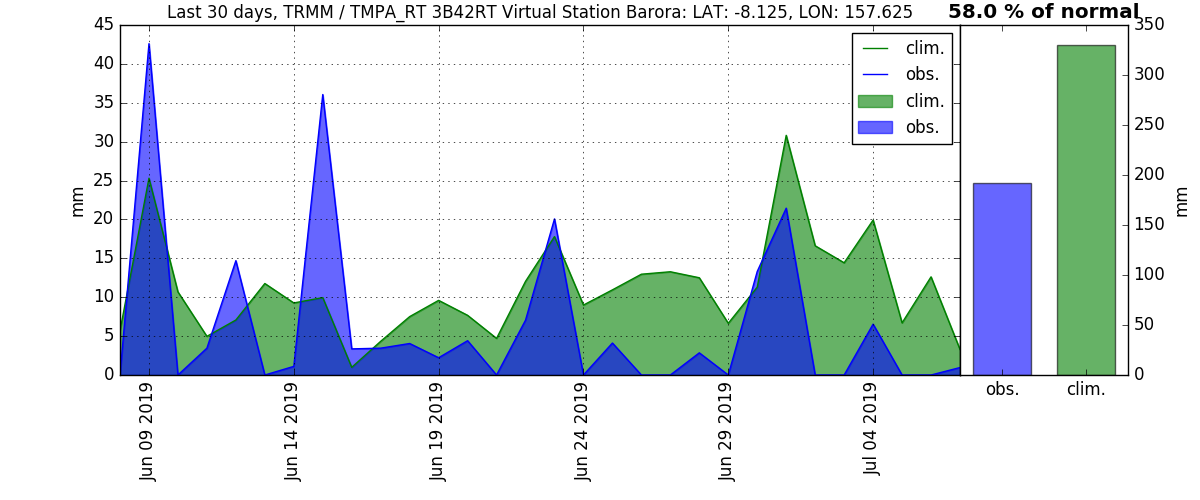 Last 30 days, TRMM / TMPA_RT 3B42RT Virtual Station Barora: LAT: -8.125, LON: 157.625
58.0 % of normal
45
40
35
30
25
20
15
10
5
0
mm
clim.
obs.
clim.
obs.
350
300
250
200
150
100
50
0
mm
Jun 09 2019
Jun 14 2019
Jun 19 2019
Jun 24 2019
Jun 29 2019
Jul 04 2019
obs.
clim.